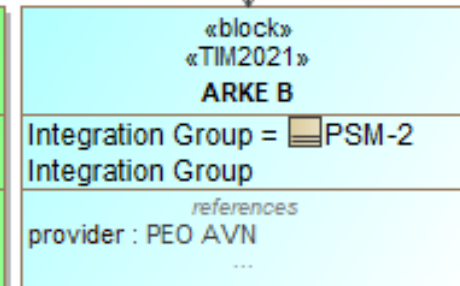 «block»
«TIM2021»
ARKE B
Integration Group = PSM-2
Integration Group
references
provider : PEO AVN
...